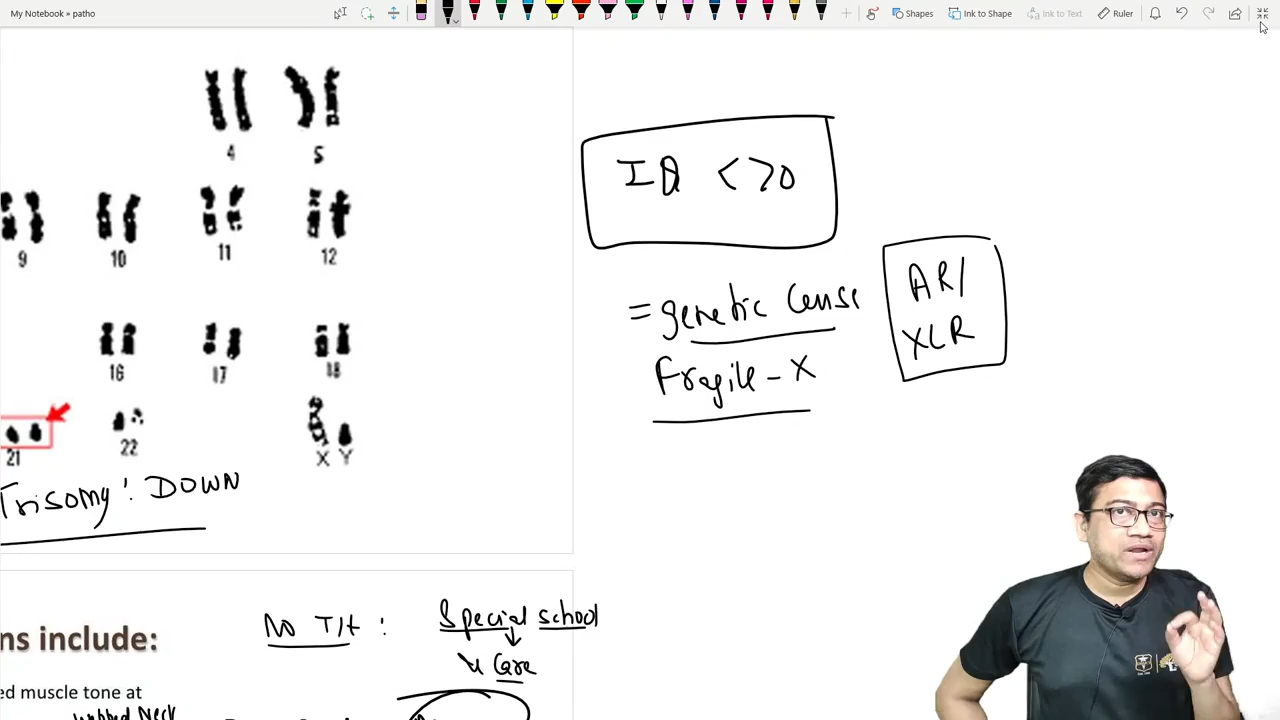 My Notebook » patho
Shapes
Ink to Shape
Ink to Text
Ruler
4
5
9
10
11
12
16
17
18
21
22
X Y
Trisomy: DOWN
IQ <70
= genetic cause
Fragile-X
AR/
XLR
No T/t : Special school
Care
ns include:
ed muscle tone at
Webbed Neck